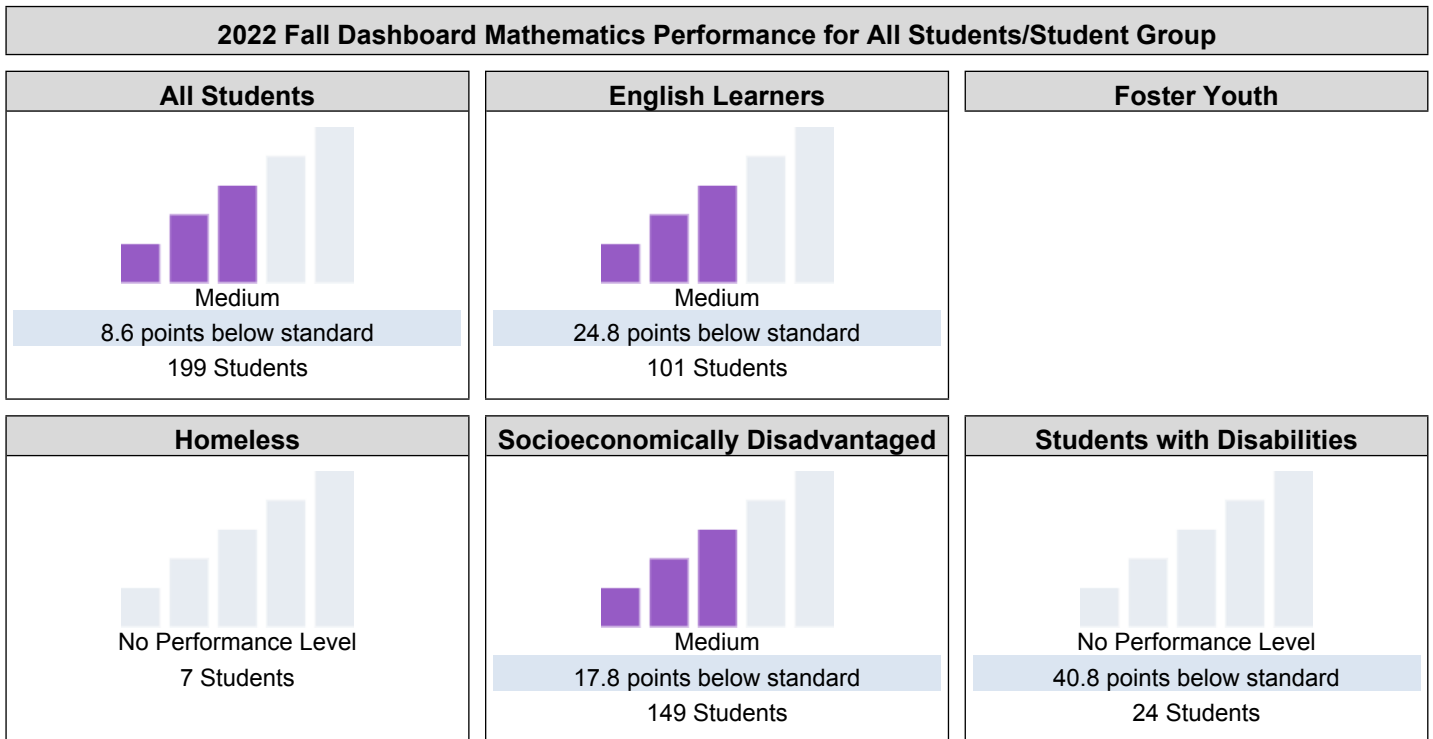 2022 Fall Dashboard Mathematics Performance for All Students/Student Group
All Students
Medium
8.6 points below standard
199 Students
English Learners
Medium
24.8 points below standard
101 Students
Foster Youth
Homeless
No Performance Level
7 Students
Socioeconomically Disadvantaged
Medium
17.8 points below standard
149 Students
Students with Disabilities
No Performance Level
40.8 points below standard
24 Students